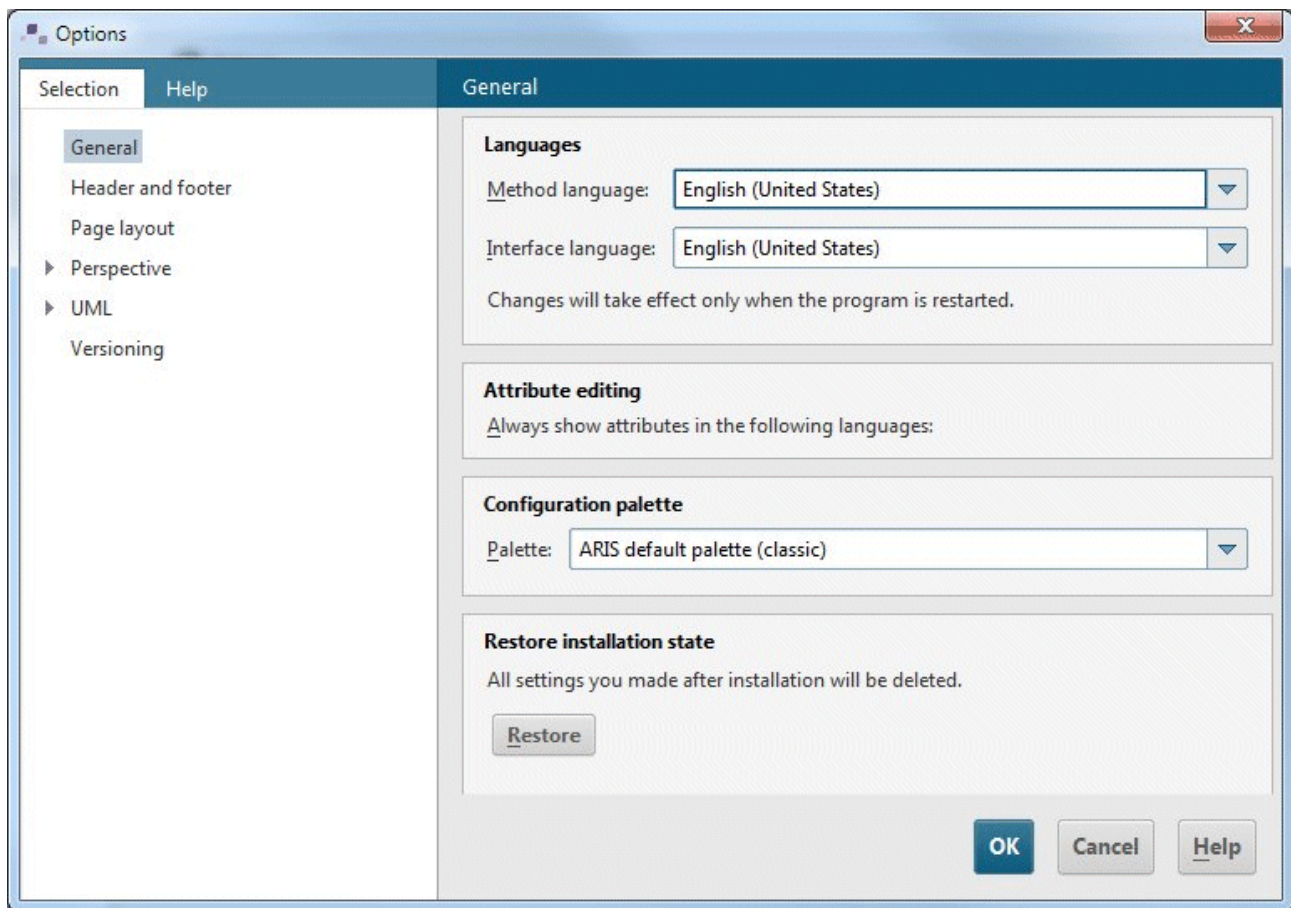 Options
Selection
Help
General
Header and footer
Page layout
Perspective
UML
Versioning
General
Languages
Method language: English (United States)
Interface language: English (United States)
Changes will take effect only when the program is restarted.
Attribute editing
Always show attributes in the following languages:
Configuration palette
Palette: ARIS default palette (classic)
Restore installation state
All settings you made after installation will be deleted.
Restore
OK
Cancel
Help